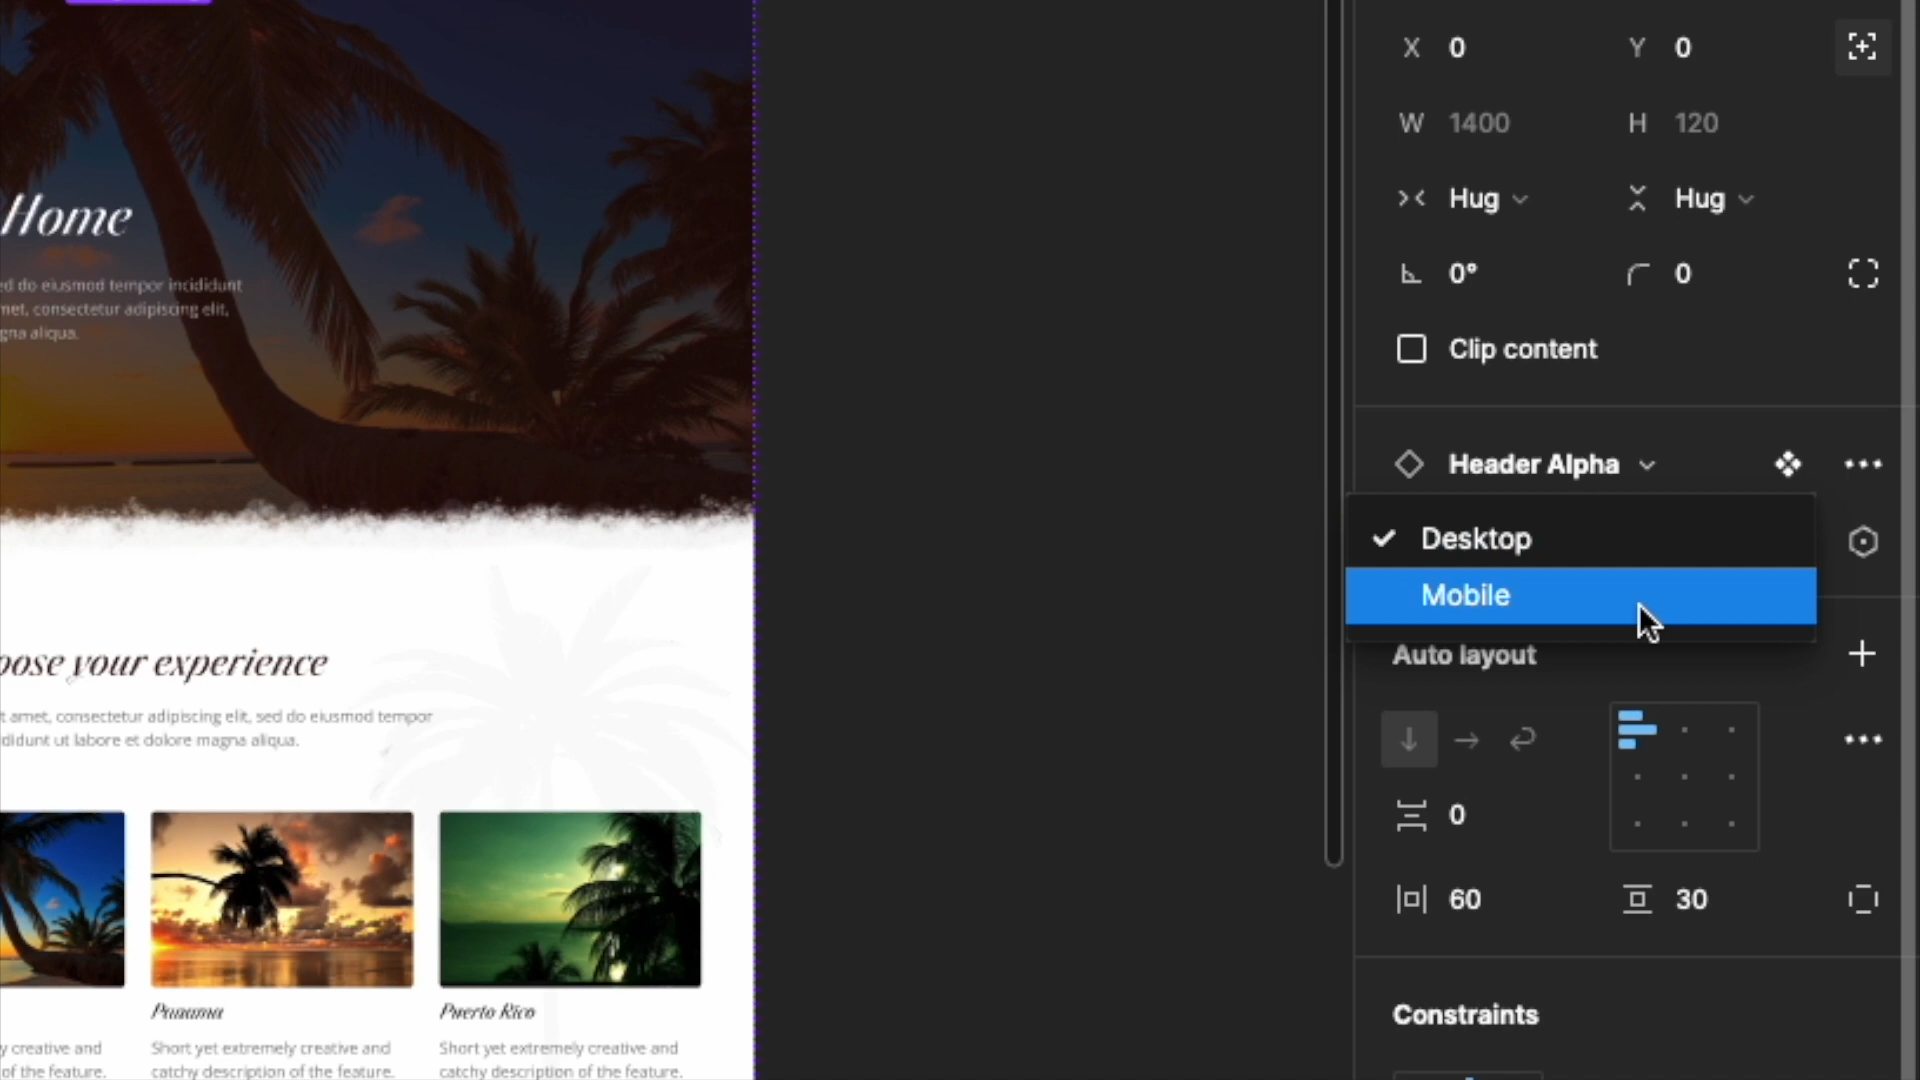 Home
ed do eiusmod tempor incididunt
met, consectetur adipiscing elit,
gna aliqua.
oose your experience
t amet, consectetur adipiscing elit, sed do eiusmod tempor
didunt ut labore et dolore magna aliqua.
Panama
Puerto Rico
y creative and
of the feature.
Short yet extremely creative and
catchy description of the feature.
Short yet extremely creative and
catchy description of the feature.
X 0 Y 0
W 1400 H 120
Hug Hug
0° 0
Clip content
Header Alpha
Desktop
Mobile
Auto layout
0
60 30
Constraints